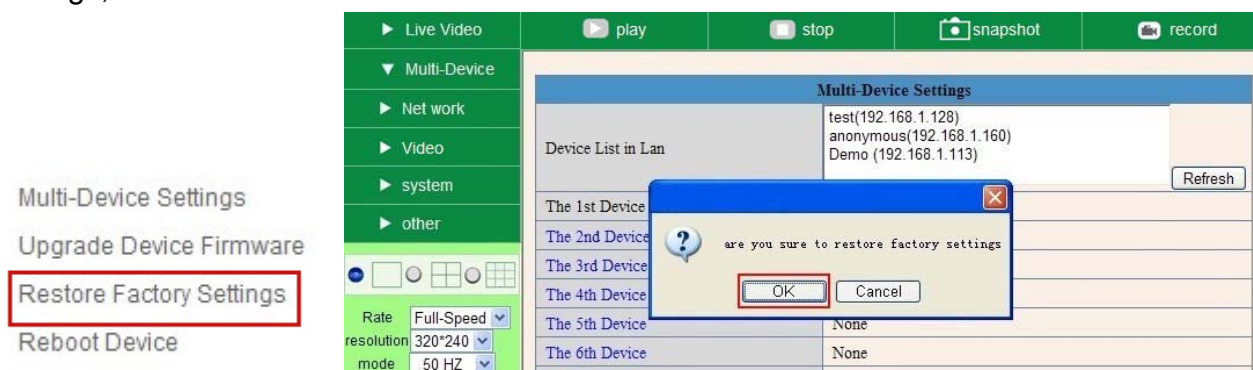 Multi-Device Settings
Upgrade Device Firmware
Restore Factory Settings
Reboot Device
Live Video
play
stop
snapshot
record
Multi-Device
Net work
Video
system
other
Rate Full-Speed
resolution 320*240
mode 50 HZ
Multi-Device Settings
Device List in Lan
test(192.168.1.128)
anonymous(192.168.1.160)
Demo (192.168.1.113)
Refresh
The 1st Device
The 2nd Device
The 3rd Device
The 4th Device
The 5th Device None
The 6th Device None
are you sure to restore factory settings
OK Cancel